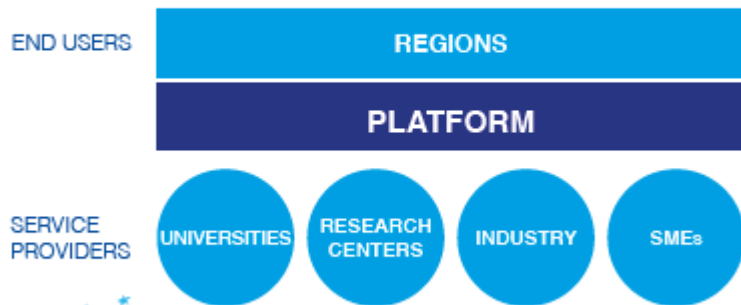 END USERS
REGIONS
PLATFORM
SERVICE
PROVIDERS
UNIVERSITIES
RESEARCH
CENTERS
INDUSTRY
SMEs